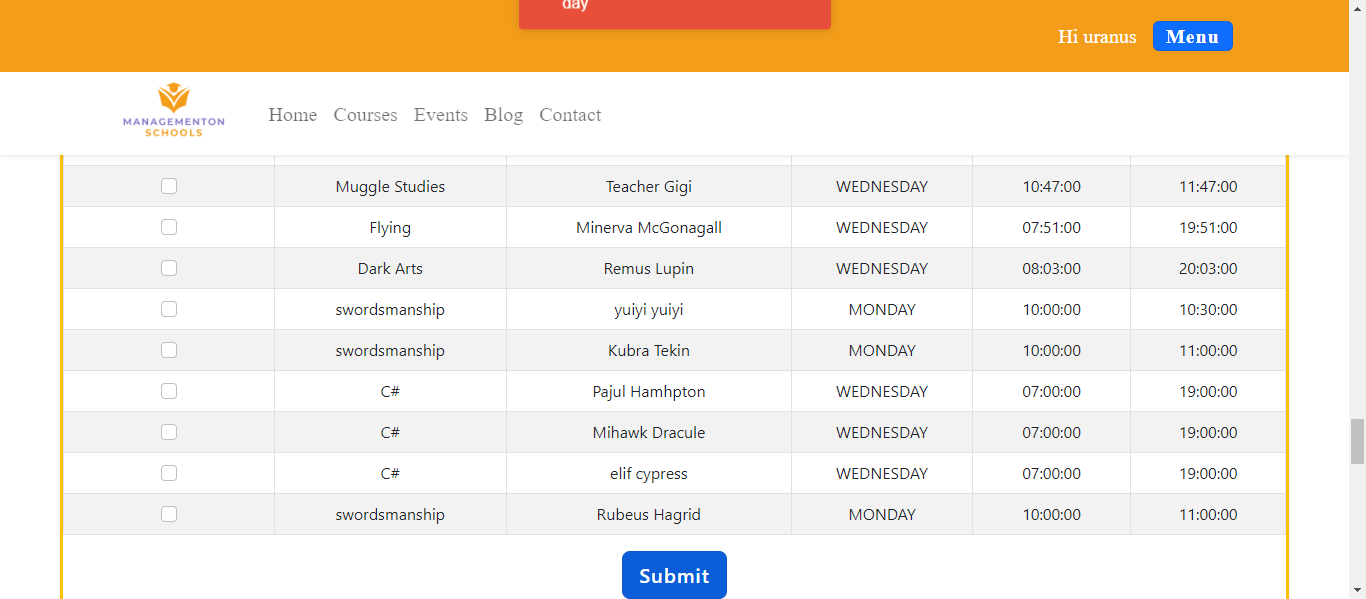 day
Hi uranus Menu
MANAGEMENTON
SCHOOLS
Home Courses Events Blog Contact
Muggle Studies Teacher Gigi WEDNESDAY 10:47:00 11:47:00
Flying Minerva McGonagall WEDNESDAY 07:51:00 19:51:00
Dark Arts Remus Lupin WEDNESDAY 08:03:00 20:03:00
swordsmanship yuiyi yuiyi MONDAY 10:00:00 10:30:00
swordsmanship Kubra Tekin MONDAY 10:00:00 11:00:00
C# Pajul Hamhpton WEDNESDAY 07:00:00 19:00:00
C# Mihawk Dracule WEDNESDAY 07:00:00 19:00:00
C# elif cypress WEDNESDAY 07:00:00 19:00:00
swordsmanship Rubeus Hagrid MONDAY 10:00:00 11:00:00
Submit